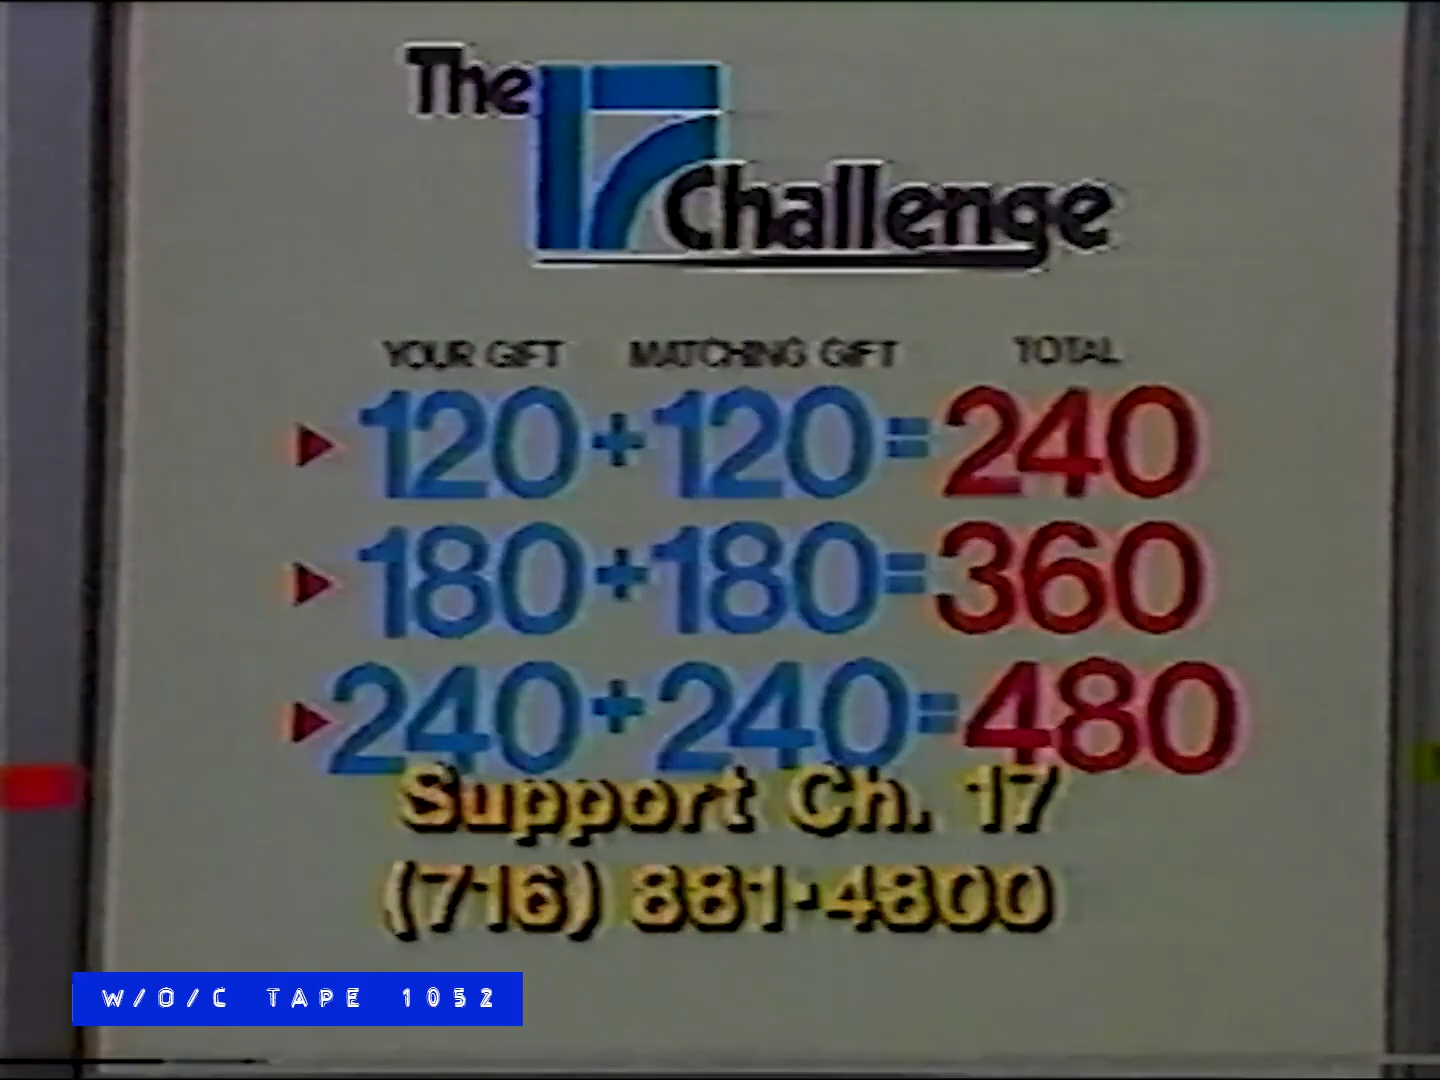 The 17 Challenge
YOUR GIFT MATCHING GIFT TOTAL
120+120=240
180+180=360
240+240=480
Support Ch. 17
(716) 881-4800
W/O/C TAPE 1052